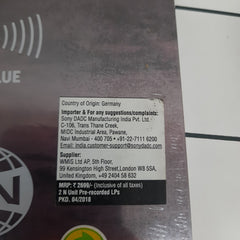 LUE
Country of Origin: Germany
Importer & For any suggestions/complaints:
Sony DADC Manufacturing India Pvt. Ltd.
C-106, Trans Thane Creek,
MIDC Industrial Area, Pawane,
Navi Mumbai - 400 705 • +91-22-7111 6200
Email: india.customer-support@sonydadc.com
Supplier:
WMIS Ltd AP, 5th Floor,
99 Kensington High Street,London W8 5SA,
United Kingdom, +49 2404 58 632
MRP: ₹ 2699/- (Inclusive of all taxes)
2 N Unit Pre-recorded LPs
PKD. 04/2018
N